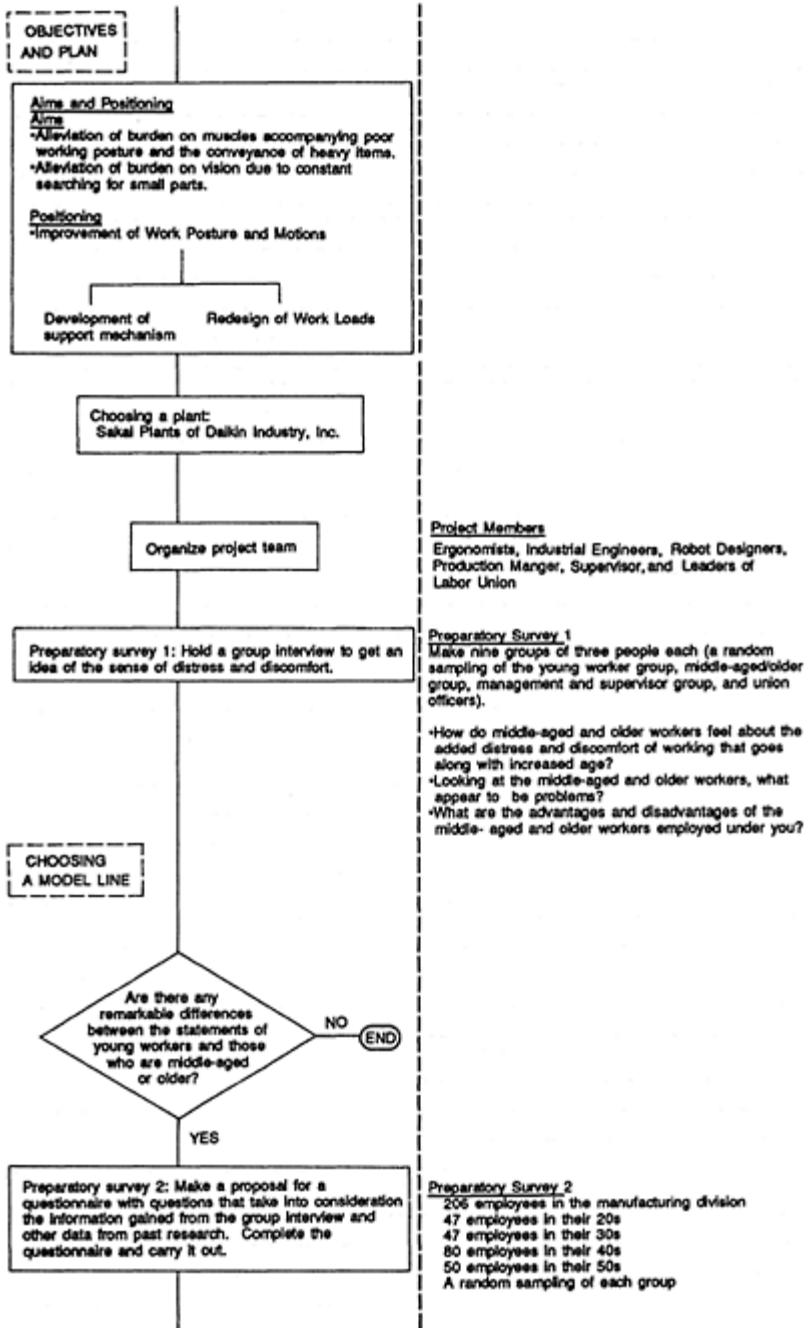 OBJECTIVES
AND PLAN
Aims and Positioning
Aims
•Alleviation of burden on muscles accompanying poor
working posture and the conveyance of heavy items.
•Alleviation of burden on vision due to constant
searching for small parts.
Positioning
•Improvement of Work Posture and Motions
Development of
support mechanism
Redesign of Work Loads
Choosing a plant:
Sakai Plants of Daikin Industry, Inc.
Organize project team
Project Members
Ergonomists, Industrial Engineers, Robot Designers,
Production Manger, Supervisor, and Leaders of
Labor Union
Preparatory survey 1: Hold a group interview to get an
idea of the sense of distress and discomfort.
Preparatory Survey 1
Make nine groups of three people each (a random
sampling of the young worker group, middle-aged/older
group, management and supervisor group, and union
officers).
•How do middle-aged and older workers feel about the
added distress and discomfort of working that goes
along with increased age?
•Looking at the middle-aged and older workers, what
appear to be problems?
•What are the advantages and disadvantages of the
middle- aged and older workers employed under you?
CHOOSING
A MODEL LINE
Are there any
remarkable differences
between the statements of
young workers and those
who are middle-aged
or older?
NO
END
YES
Preparatory survey 2: Make a proposal for a
questionnaire with questions that take into consideration
the information gained from the group interview and
other data from past research. Complete the
questionnaire and carry it out.
Preparatory Survey 2
206 employees in the manufacturing division
47 employees in their 20s
47 employees in their 30s
80 employees in their 40s
50 employees in their 50s
A random sampling of each group